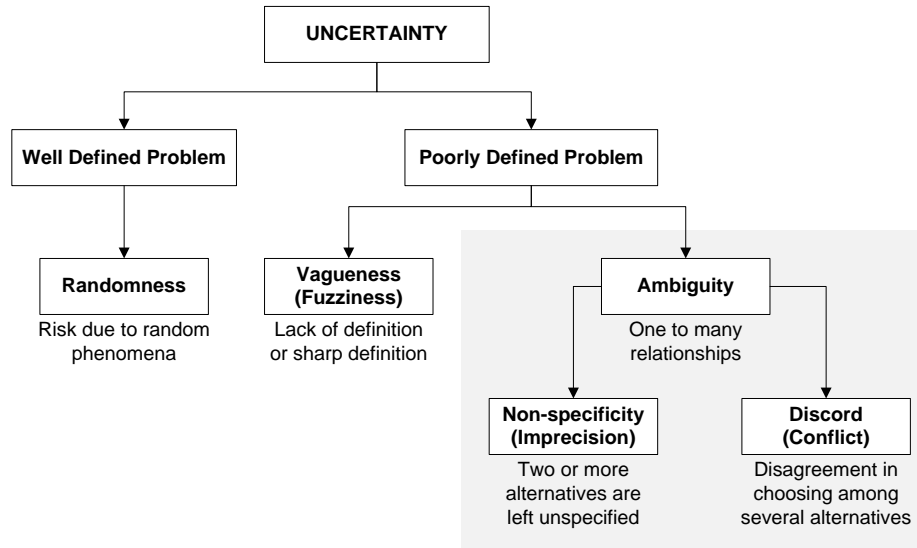 UNCERTAINTY
Well Defined Problem
Poorly Defined Problem
Randomness
Risk due to random
phenomena
Vagueness
(Fuzziness)
Lack of definition
or sharp definition
Ambiguity
One to many
relationships
Non-specificity
(Imprecision)
Two or more
alternatives are
left unspecified
Discord
(Conflict)
Disagreement in
choosing among
several alternatives